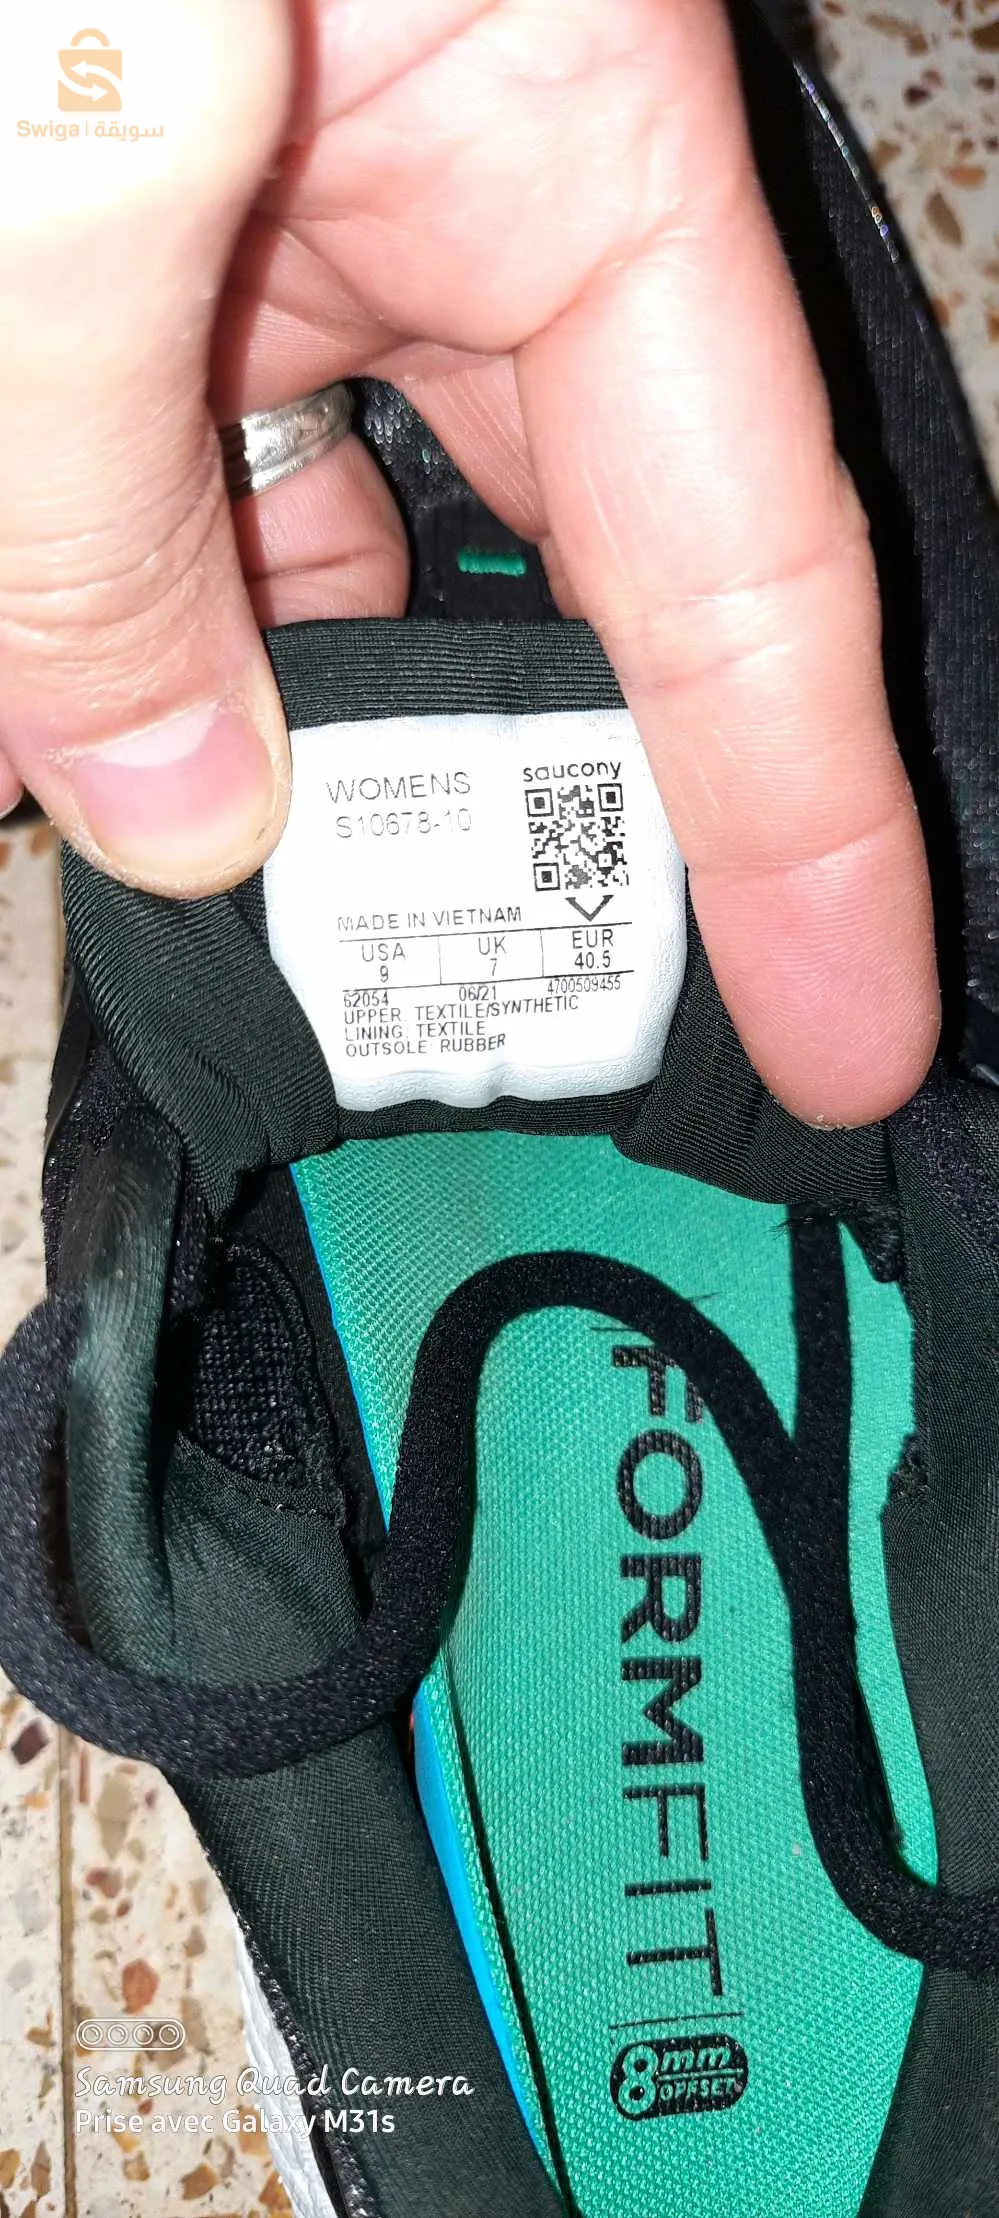 Swiga | سويقة
saucony
WOMENS
S10678-10
MADE IN VIETNAM
USA UK EUR
9 7 40.5
62054 06/21 4700509455
UPPER: TEXTILE/SYNTHETIC
LINING: TEXTILE
OUTSOLE: RUBBER
FORMFIT
8mm
OFFSET
Samsung Quad Camera
Prise avec Galaxy M31s